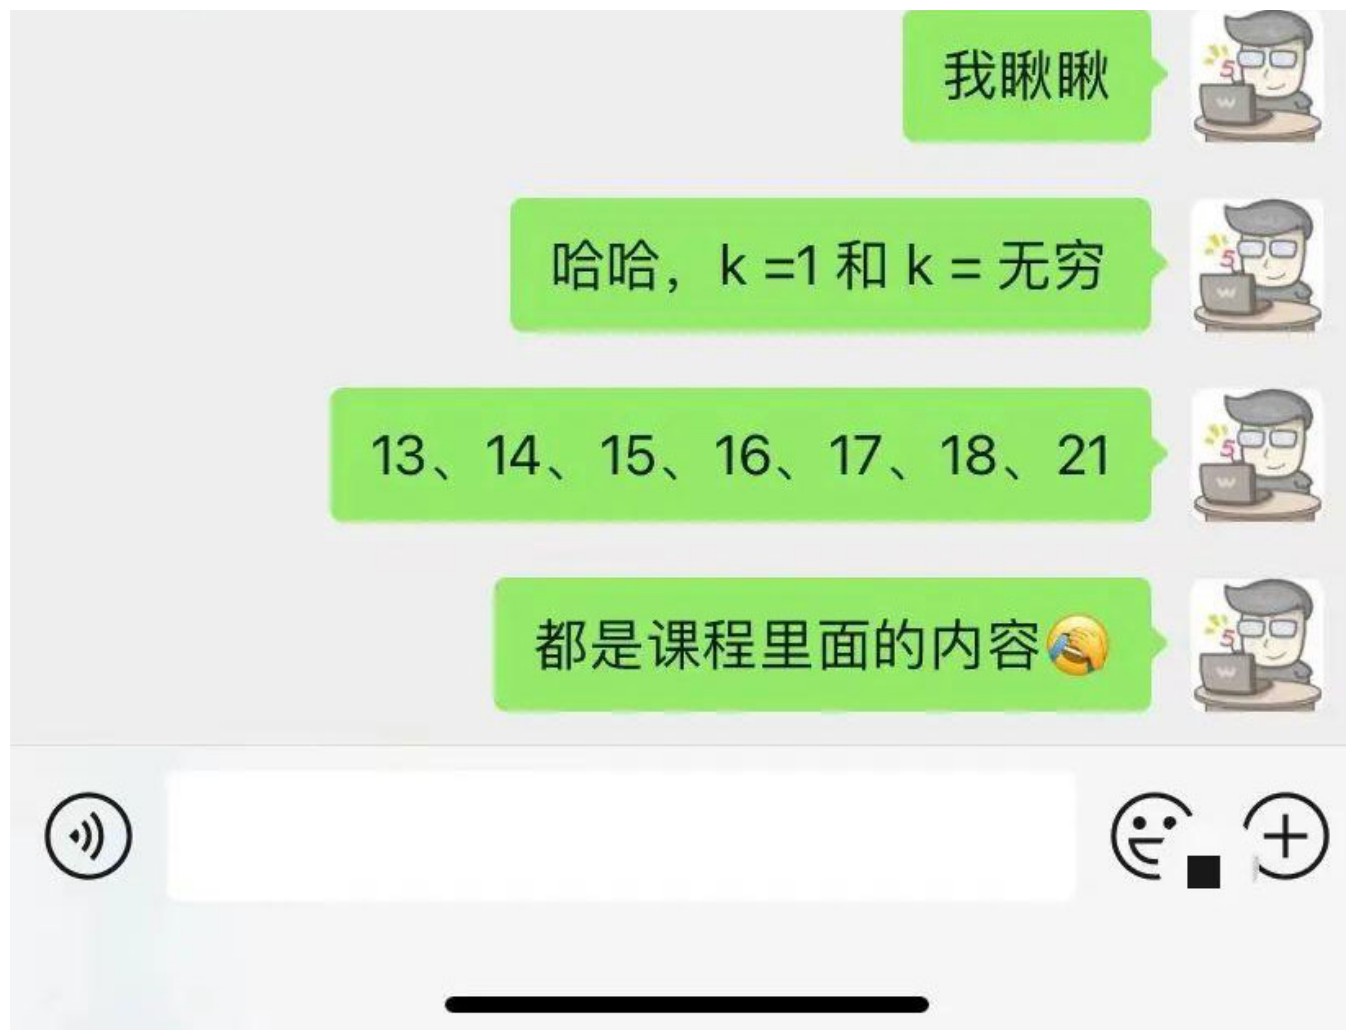 我瞅瞅
哈哈，k =1 和 k = 无穷
13、14、15、16、17、18、21
都是课程里面的内容🤦